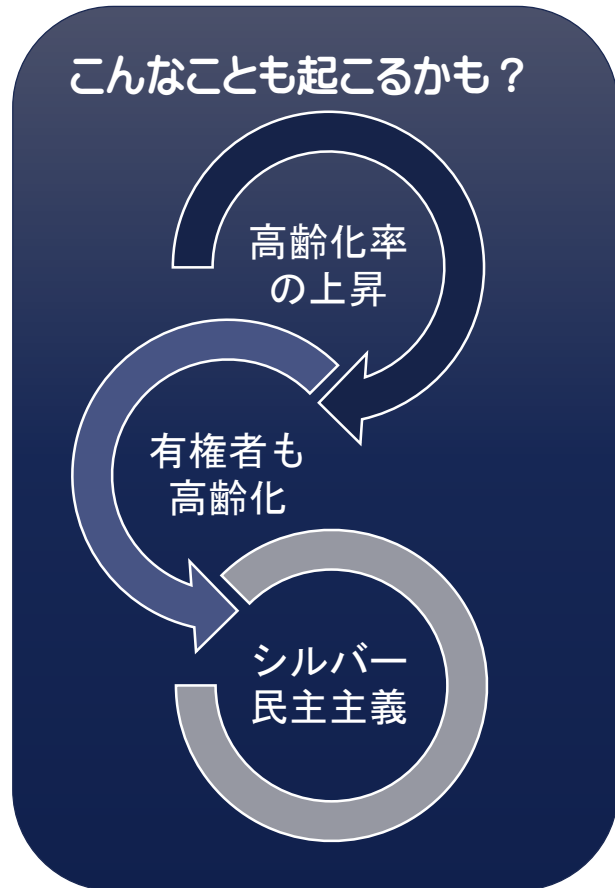 こんなことも起こるかも？
高齢化率
の上昇
有権者も
高齢化
シルバー
民主主義